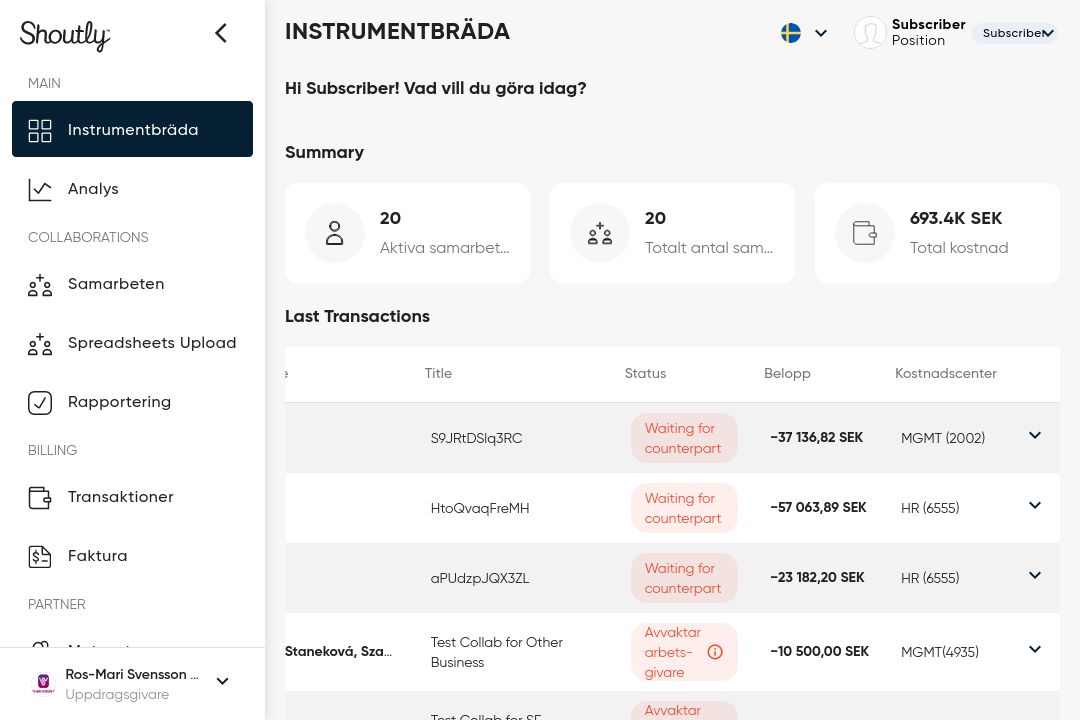 Shoutly
INSTRUMENTBRÄDA
Subscriber
Position
Subscriber
MAIN
Instrumentbräda
Analys
COLLABORATIONS
Samarbeten
Spreadsheets Upload
Rapportering
BILLING
Transaktioner
Faktura
PARTNER
Ros-Mari Svensson ...
Uppdragsgivare
Hi Subscriber! Vad vill du göra idag?
Summary
20
Aktiva samarbet...
20
Totalt antal sam...
693.4K SEK
Total kostnad
Last Transactions
Title Status Belopp Kostnadscenter
S9JRtDSIq3RC Waiting for counterpart -37 136,82 SEK MGMT (2002)
HtoQvaqFreMH Waiting for counterpart -57 063,89 SEK HR (6555)
aPUdzpJQX3ZL Waiting for counterpart -23 182,20 SEK HR (6555)
Staneková, Sza... Test Collab for Other Business Avvaktar arbets-givare -10 500,00 SEK MGMT(4935)
Test Collab for SE Avvaktar